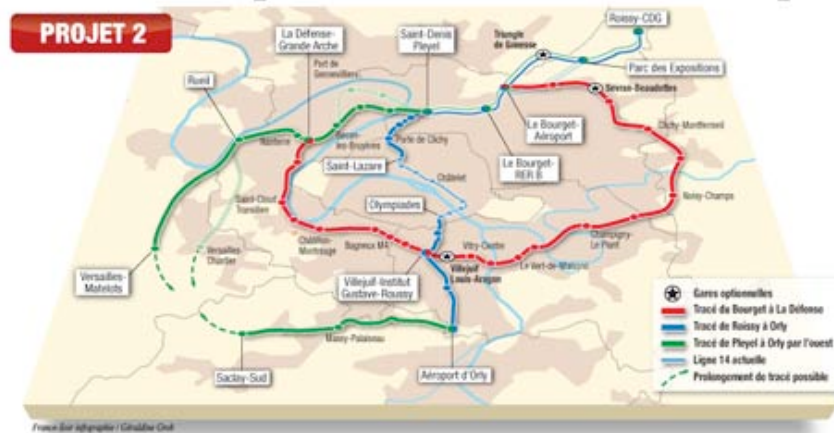 PROJET 2
Roissy-CDG
La Défense-
Grande Arche
Saint-Denis
Pleyel
Triangle
de Gonesse
Port de
Gennevilliers
Parc des Expositions
Rueil
Sevran-Beaudottes
Nanterre
Bécon-
les-Bruyères
Porte de Clichy
Le Bourget-
Aéroport
Clichy-Montfermeil
Saint-Lazare
Le Bourget-
RER B
Châtelet
Noisy-Champs
Saint-Cloud
Transilien
Olympiades
Versailles-
Chantier
Châtillon-
Montrouge
Bagneux M4
Vitry-Centre
Champigny-
Le Plant
Le Vert-de-Maisons
Versailles-
Matelots
Villejuif-Institut
Gustave-Roussy
Villejuif
Louis-Aragon
Massy-Palaiseau
Saclay-Sud
Aéroport d'Orly
Gares optionnelles
Tracé du Bourget à La Défense
Tracé de Roissy à Orly
Tracé de Pleyel à Orly par l'ouest
Ligne 14 actuelle
Prolongement de tracé possible